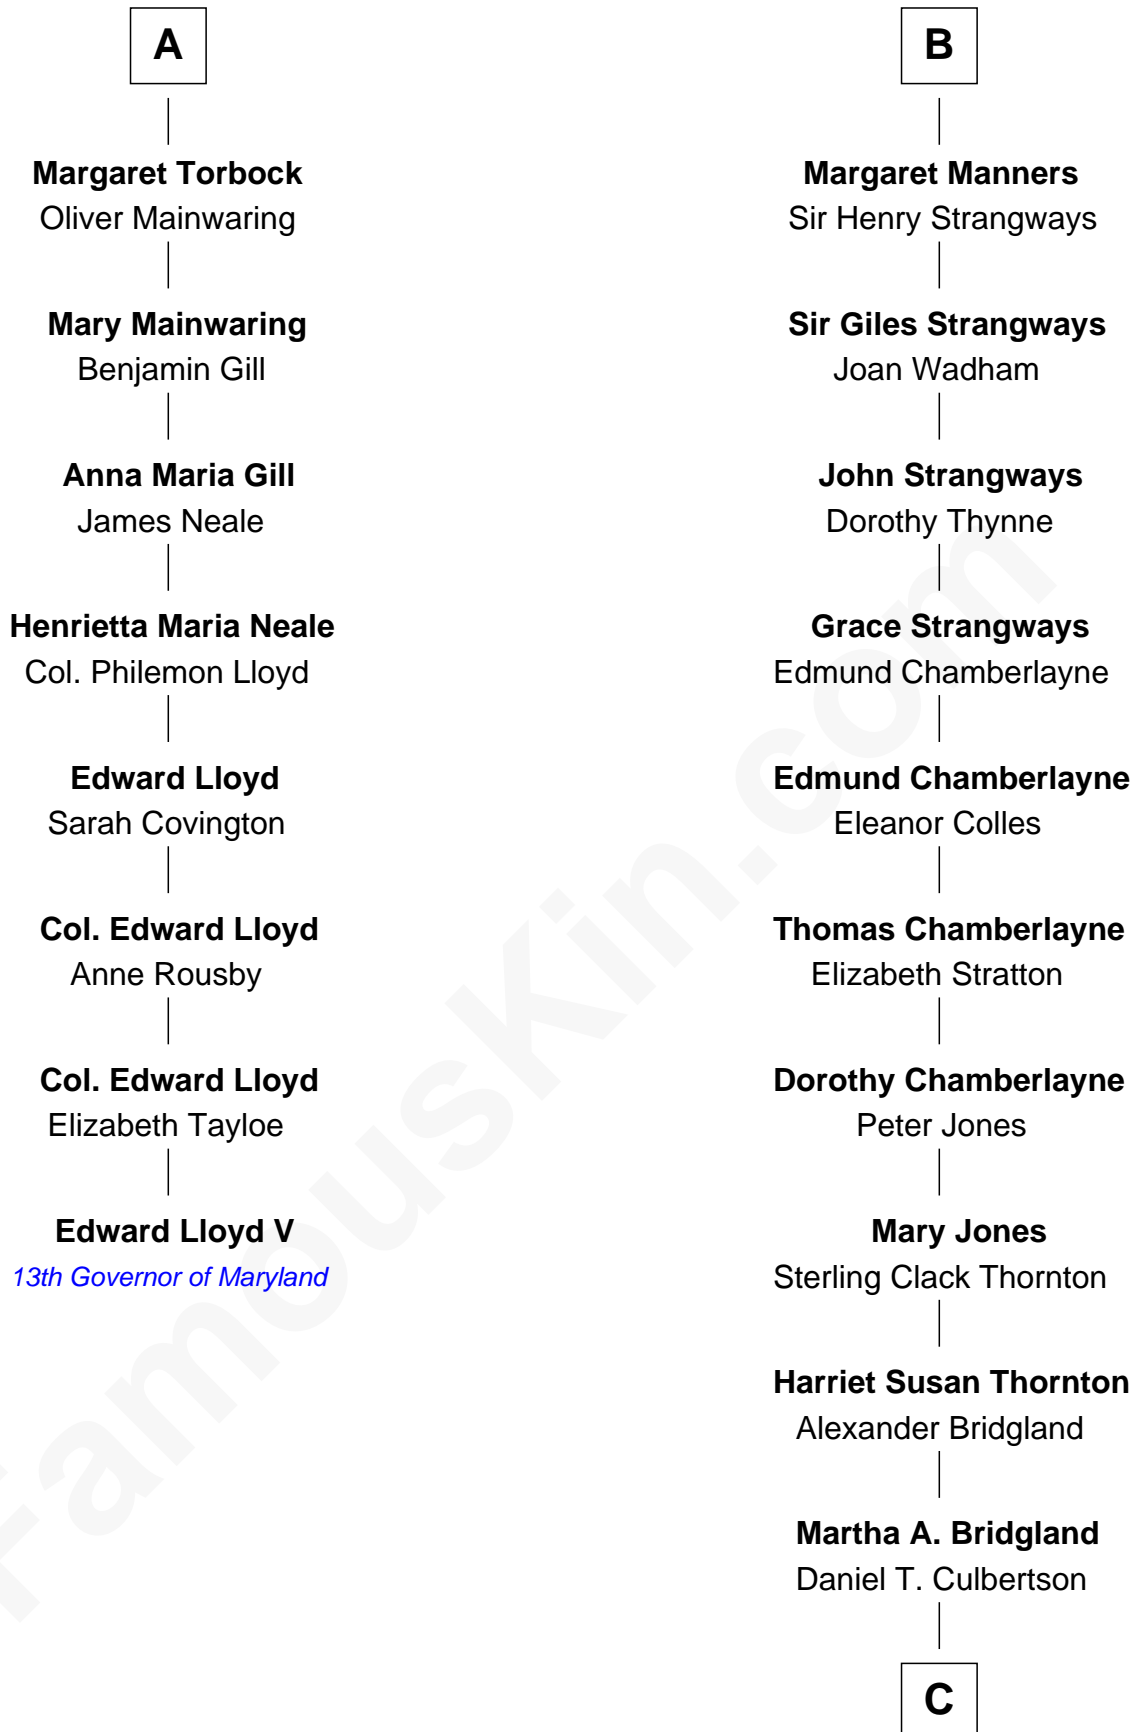 A
Margaret Torbock
Oliver Mainwaring
Mary Mainwaring
Benjamin Gill
Anna Maria Gill
James Neale
Henrietta Maria Neale
Col. Philemon Lloyd
Edward Lloyd
Sarah Covington
Col. Edward Lloyd
Anne Rousby
Col. Edward Lloyd
Elizabeth Tayloe
Edward Lloyd V
13th Governor of Maryland
B
Margaret Manners
Sir Henry Strangways
Sir Giles Strangways
Joan Wadham
John Strangways
Dorothy Thynne
Grace Strangways
Edmund Chamberlayne
Edmund Chamberlayne
Eleanor Colles
Thomas Chamberlayne
Elizabeth Stratton
Dorothy Chamberlayne
Peter Jones
Mary Jones
Sterling Clack Thornton
Harriet Susan Thornton
Alexander Bridgland
Martha A. Bridgland
Daniel T. Culbertson
C
FamousKin.com